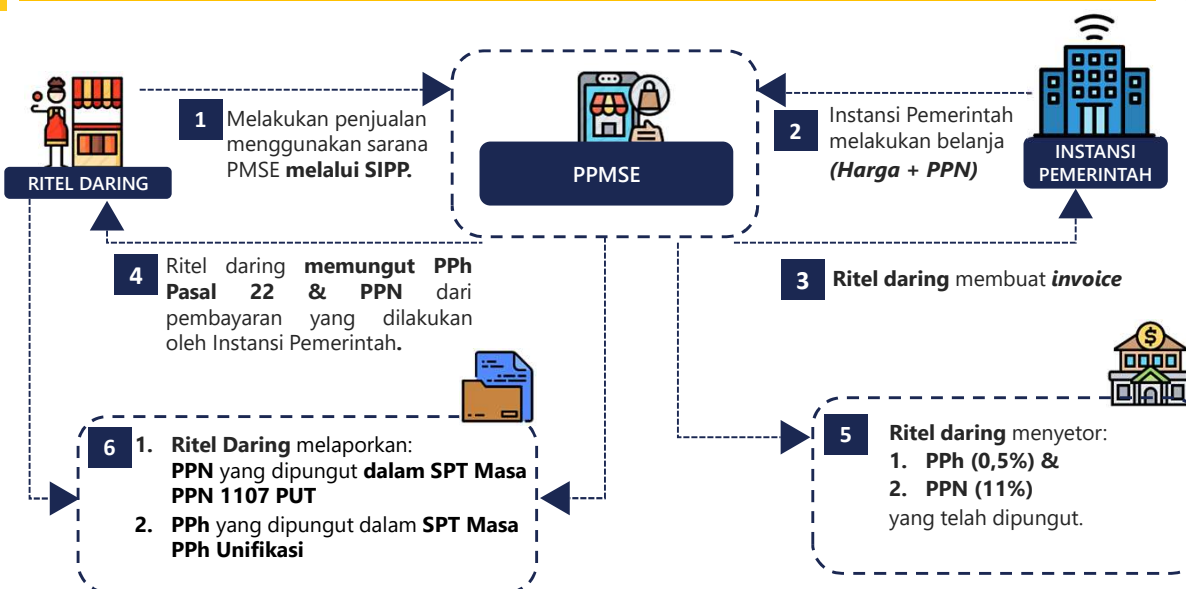 RITEL DARING
1
Melakukan penjualan
menggunakan sarana
PMSE melalui SIPP.
PPMSE
2
Instansi Pemerintah
melakukan belanja
(Harga + PPN)
INSTANSI
PEMERINTAH
4
Ritel daring memungut PPh
Pasal 22 & PPN dari
pembayaran yang dilakukan
oleh Instansi Pemerintah.
3
Ritel daring membuat invoice
6
1. Ritel Daring melaporkan:
PPN yang dipungut dalam SPT Masa
PPN 1107 PUT
2. PPh yang dipungut dalam SPT Masa
PPh Unifikasi
5
Ritel daring menyetor:
1. PPh (0,5%) &
2. PPN (11%)
yang telah dipungut.